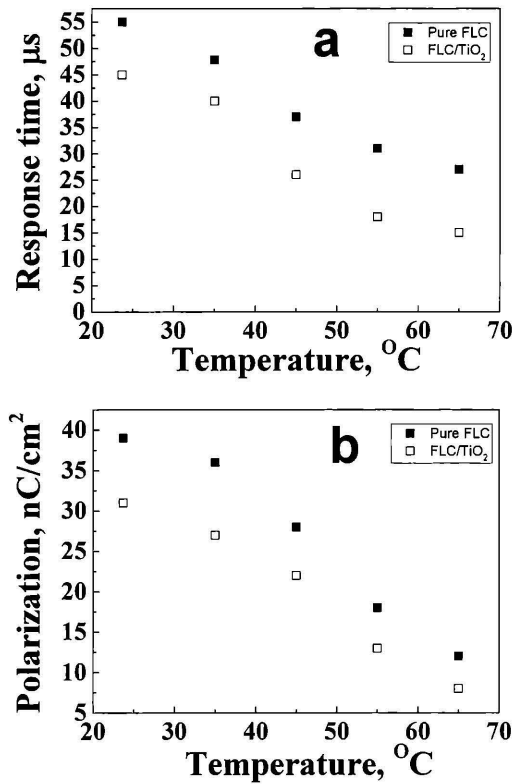 a
Pure FLC
FLC/TiO₂
Response time, μs
55
50
45
40
35
30
25
20
15
10
5
0
20 30 40 50 60 70
Temperature, ᴼC
b
Pure FLC
FLC/TiO₂
Polarization, nC/cm²
40
35
30
25
20
15
10
5
20 30 40 50 60 70
Temperature, ᴼC